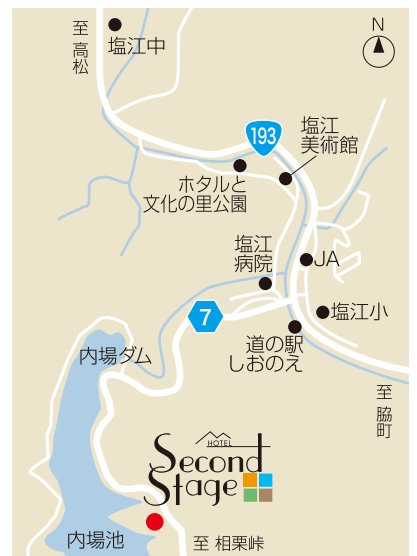 至 高松
塩江中
N
193
塩江
美術館
ホタルと
文化の里公園
塩江
病院
JA
7
塩江小
道の駅
しおのえ
内場ダム
至 脇町
HOTEL
Second
Stage
内場池
至 相栗峠